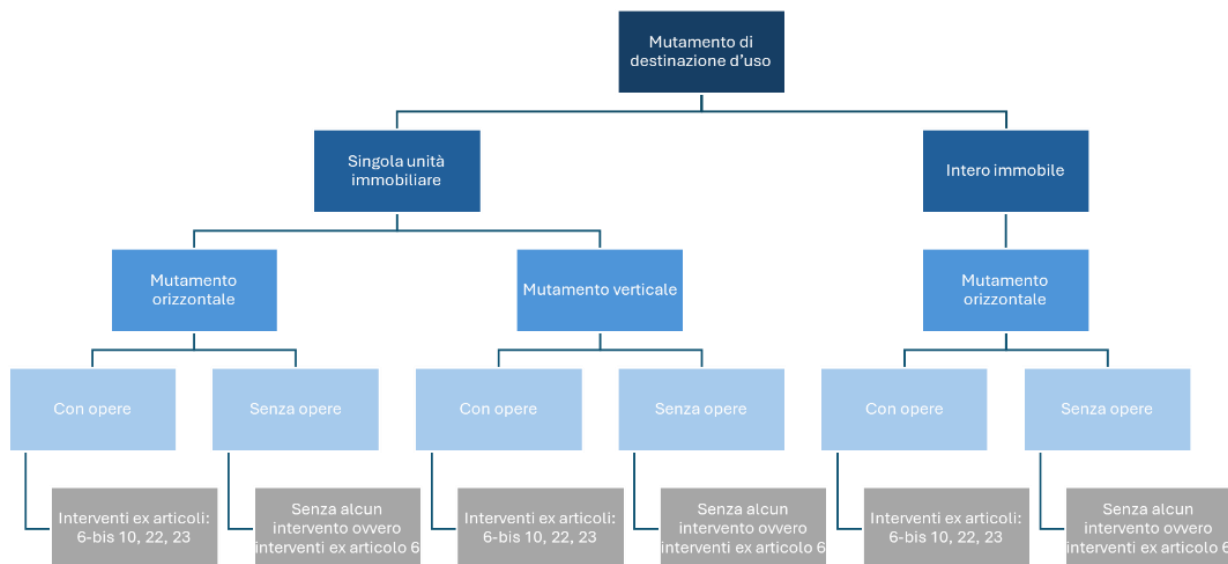 Mutamento di
destinazione d'uso
Singola unità
immobiliare
Intero immobile
Mutamento
orizzontale
Mutamento verticale
Mutamento
orizzontale
Con opere
Senza opere
Con opere
Senza opere
Con opere
Senza opere
Interventi ex articoli:
6-bis 10, 22, 23
Senza alcun
intervento ovvero
interventi ex articolo 6
Interventi ex articoli:
6-bis 10, 22, 23
Senza alcun
intervento ovvero
interventi ex articolo 6
Interventi ex articoli:
6-bis 10, 22, 23
Senza alcun
intervento ovvero
interventi ex articolo 6